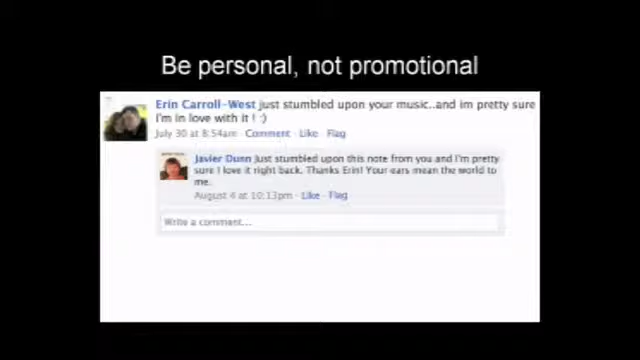 Be personal, not promotional
Erin Carroll-West just stumbled upon your music..and im pretty sure
I'm in love with it ! :)
July 30 at 8:54am · Comment · Like · Flag
Javier Dunn Just stumbled upon this note from you and I'm pretty
sure I love it right back. Thanks Erin! Your ears mean the world to
me.
August 4 at 10:13pm · Like · Flag
Write a comment...